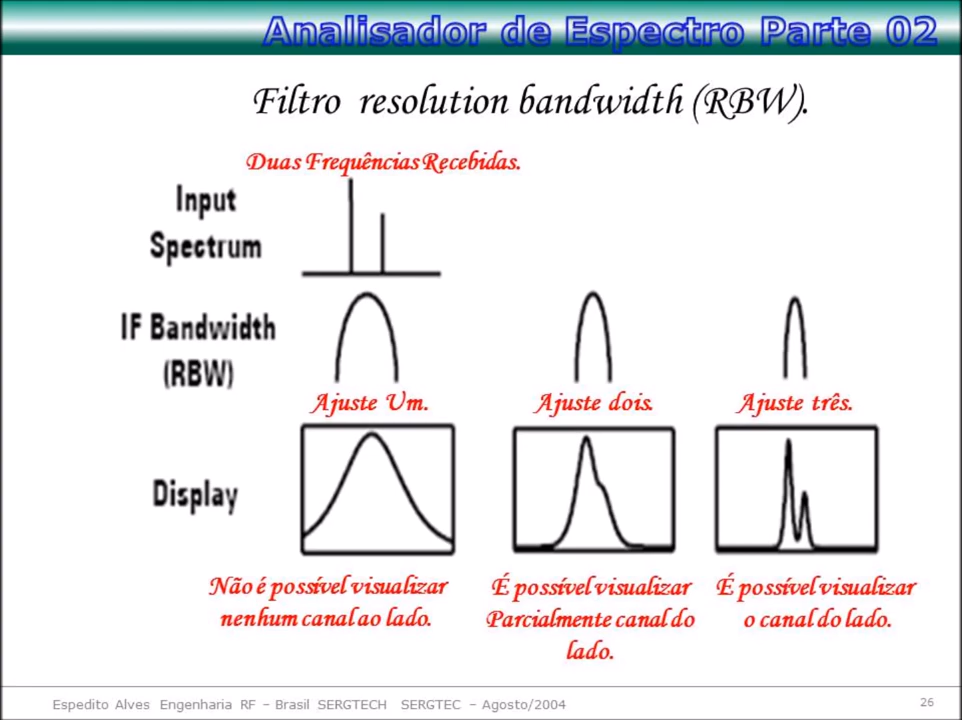 Analisador de Espectro Parte 02
Filtro resolution bandwidth (RBW).
Duas Frequências Recebidas.
Input
Spectrum
IF Bandwidth
(RBW)
Ajuste Um.
Ajuste dois.
Ajuste três.
Display
Não é possível visualizar
nenhum canal ao lado.
É possível visualizar
Parcialmente canal do
lado.
É possível visualizar
o canal do lado.
Espedito Alves Engenharia RF – Brasil SERGTECH SERGTEC – Agosto/2004
26